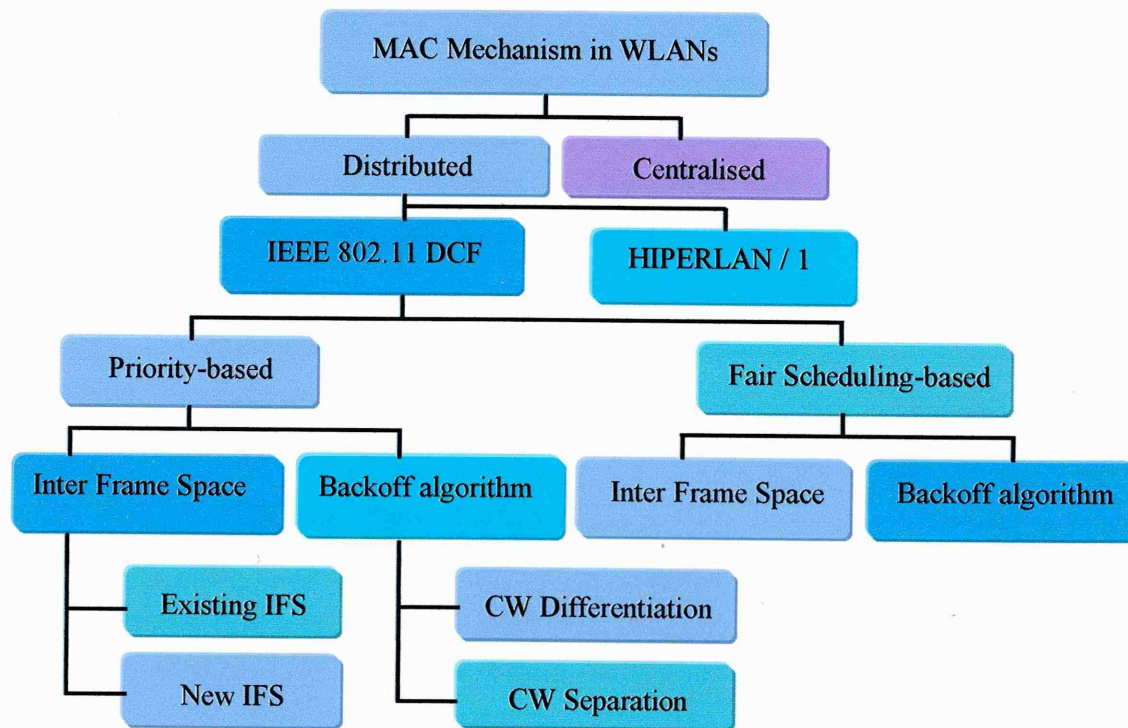 MAC Mechanism in WLANs
Distributed
Centralised
IEEE 802.11 DCF
HIPERLAN / 1
Priority-based
Fair Scheduling-based
Inter Frame Space
Backoff algorithm
Inter Frame Space
Backoff algorithm
Existing IFS
CW Differentiation
New IFS
CW Separation